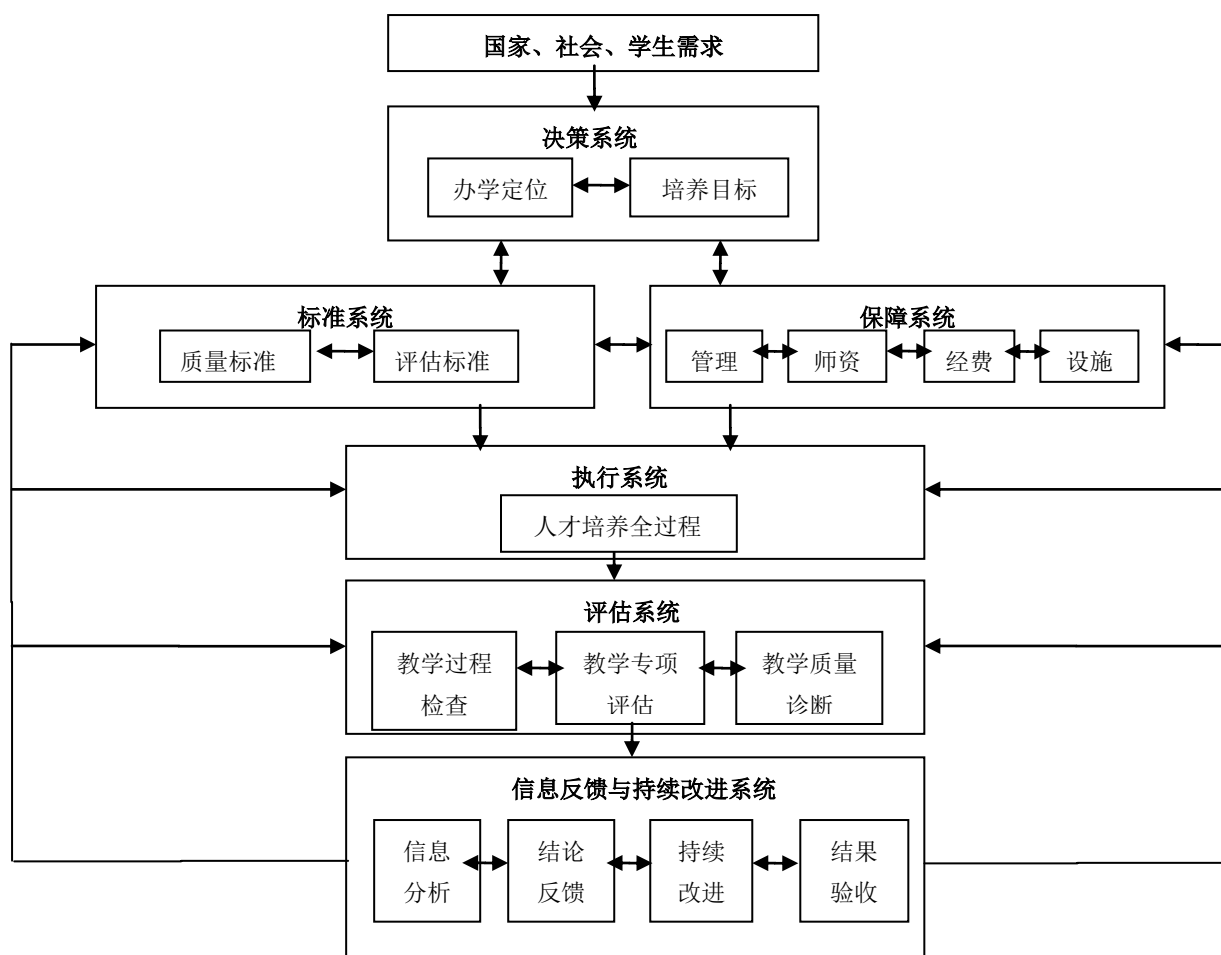 国家、社会、学生需求
决策系统
办学定位
培养目标
标准系统
质量标准
评估标准
保障系统
管理
师资
经费
设施
执行系统
人才培养全过程
评估系统
教学过程
检查
教学专项
评估
教学质量
诊断
信息反馈与持续改进系统
信息
分析
结论
反馈
持续
改进
结果
验收